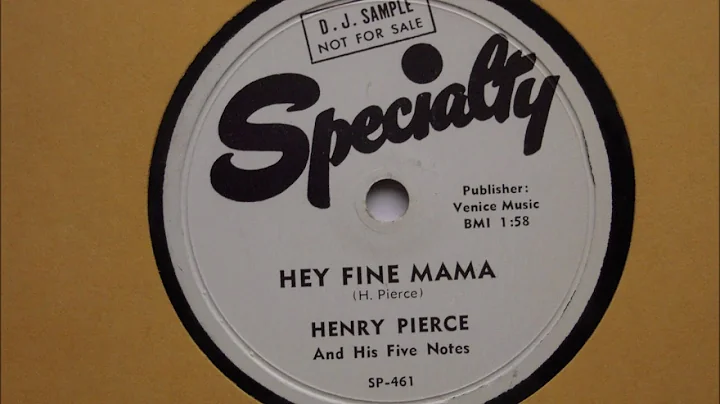 D. J. SAMPLE
NOT FOR SALE
Specialty
Publisher:
Venice Music
BMI 1:58
HEY FINE MAMA
(H. Pierce)
HENRY PIERCE
And His Five Notes
SP-461